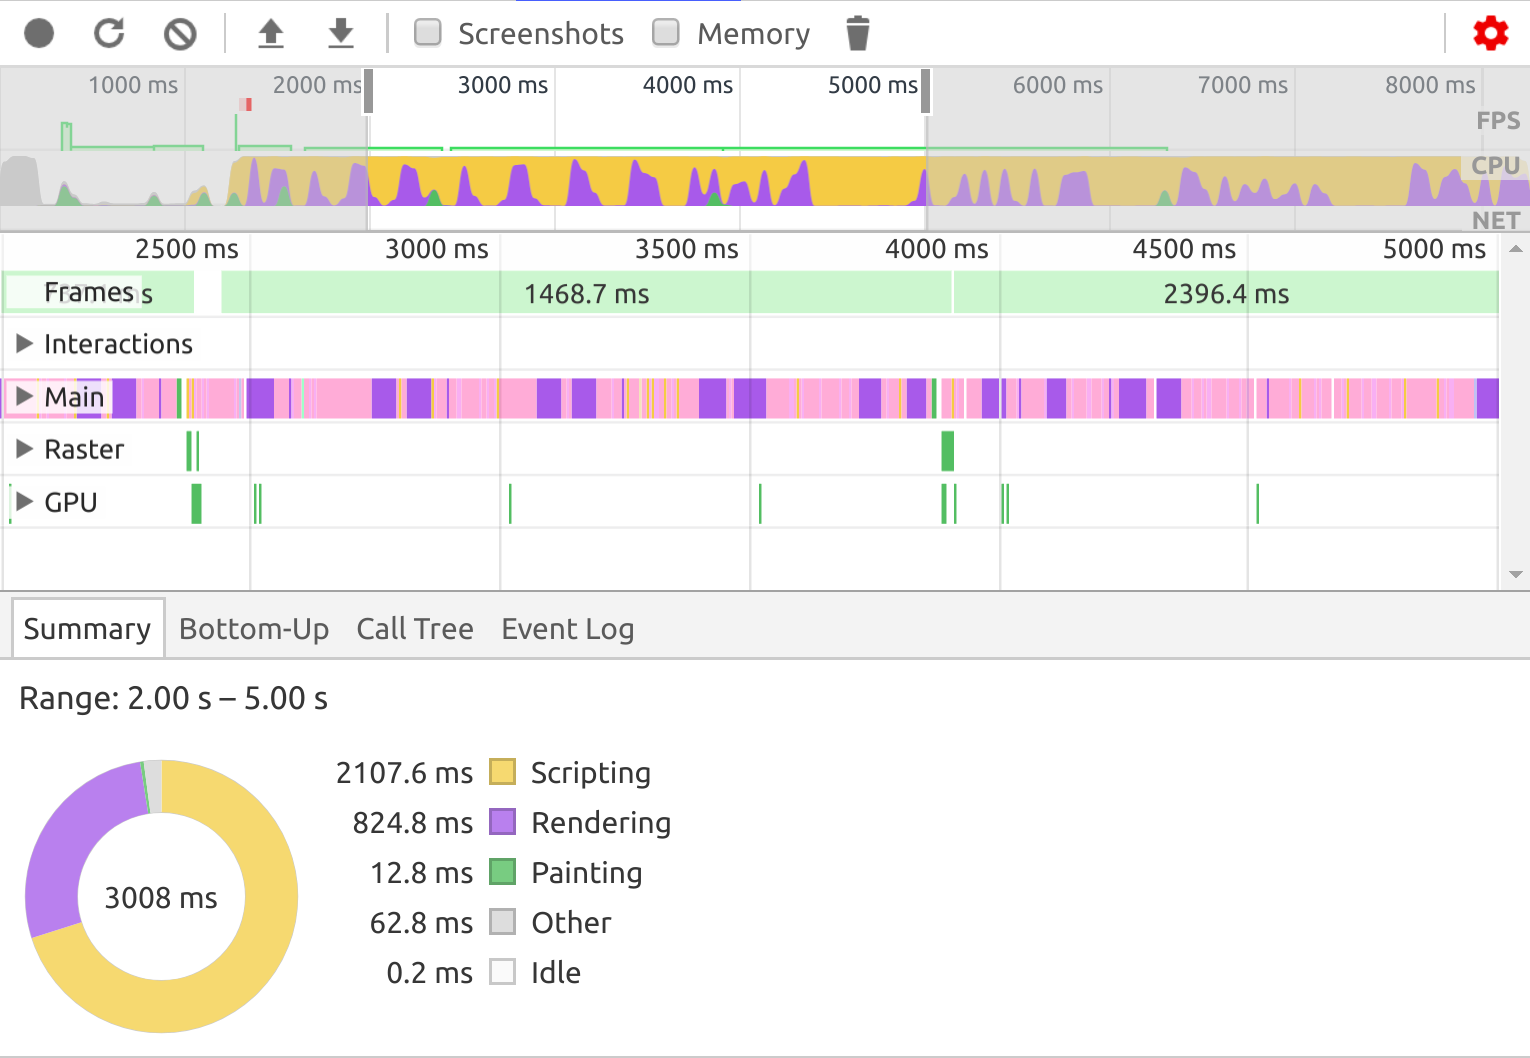 Screenshots Memory
1000 ms 2000 ms 3000 ms 4000 ms 5000 ms 6000 ms 7000 ms 8000 ms
FPS
CPU
NET
2500 ms 3000 ms 3500 ms 4000 ms 4500 ms 5000 ms
Frames s 1468.7 ms 2396.4 ms
Interactions
Main
Raster
GPU
Summary Bottom-Up Call Tree Event Log
Range: 2.00 s – 5.00 s
2107.6 ms Scripting
824.8 ms Rendering
12.8 ms Painting
62.8 ms Other
0.2 ms Idle
3008 ms